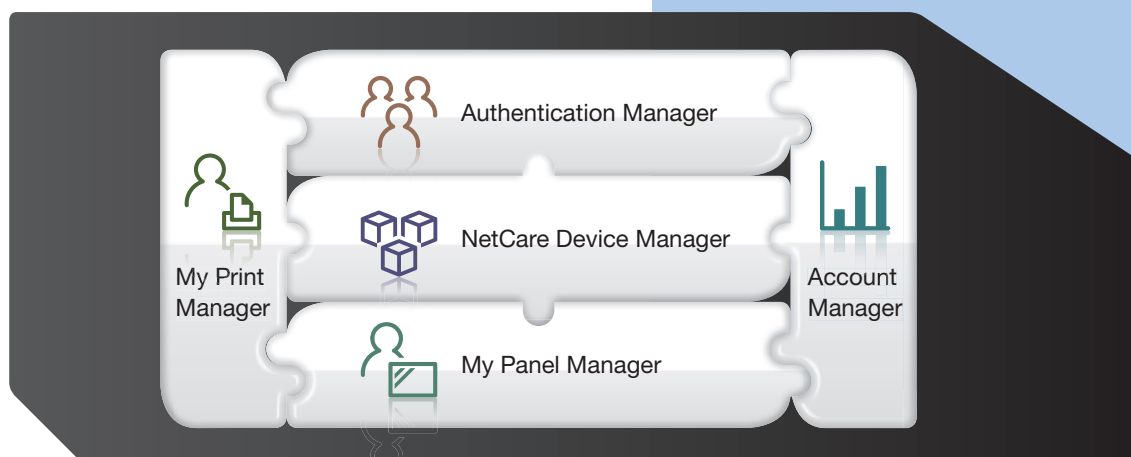 Authentication Manager
NetCare Device Manager
My Print
Manager
Account
Manager
My Panel Manager